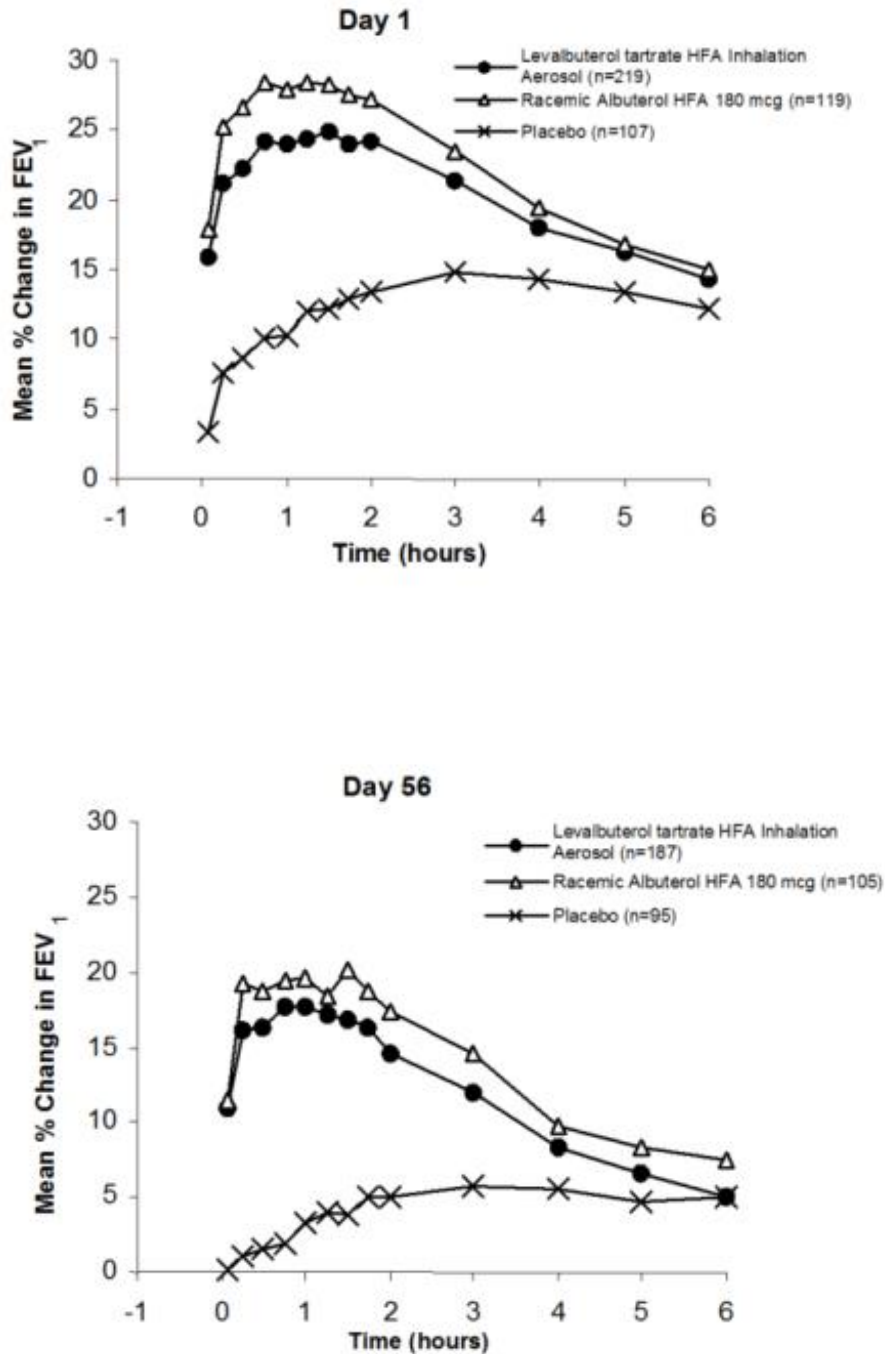 Day 1
Mean % Change in FEV1
30
25
20
15
10
5
0
-1 0 1 2 3 4 5 6
Time (hours)
Levalbuterol tartrate HFA Inhalation
Aerosol (n=219)
Racemic Albuterol HFA 180 mcg (n=119)
Placebo (n=107)
Day 56
Mean % Change in FEV1
30
25
20
15
10
5
0
-1 0 1 2 3 4 5 6
Time (hours)
Levalbuterol tartrate HFA Inhalation
Aerosol (n=187)
Racemic Albuterol HFA 180 mcg (n=105)
Placebo (n=95)